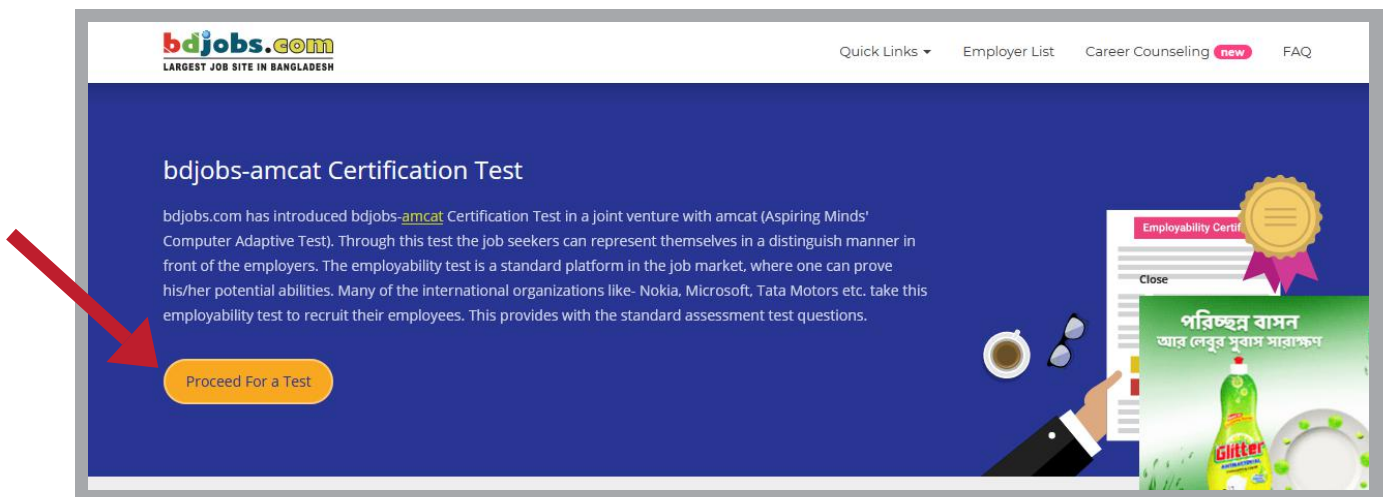 bdjobs.com
LARGEST JOB SITE IN BANGLADESH
Quick Links Employer List Career Counseling new FAQ
bdjobs-amcat Certification Test
bdjobs.com has introduced bdjobs-amcat Certification Test in a joint venture with amcat (Aspiring Minds'
Computer Adaptive Test). Through this test the job seekers can represent themselves in a distinguish manner in
front of the employers. The employability test is a standard platform in the job market, where one can prove
his/her potential abilities. Many of the international organizations like- Nokia, Microsoft, Tata Motors etc. take this
employability test to recruit their employees. This provides with the standard assessment test questions.
Proceed For a Test
Employability Certif
Close
পরিচ্ছন্ন বাসন
আর লেবুর সুবাস সারাক্ষণ
Glitter